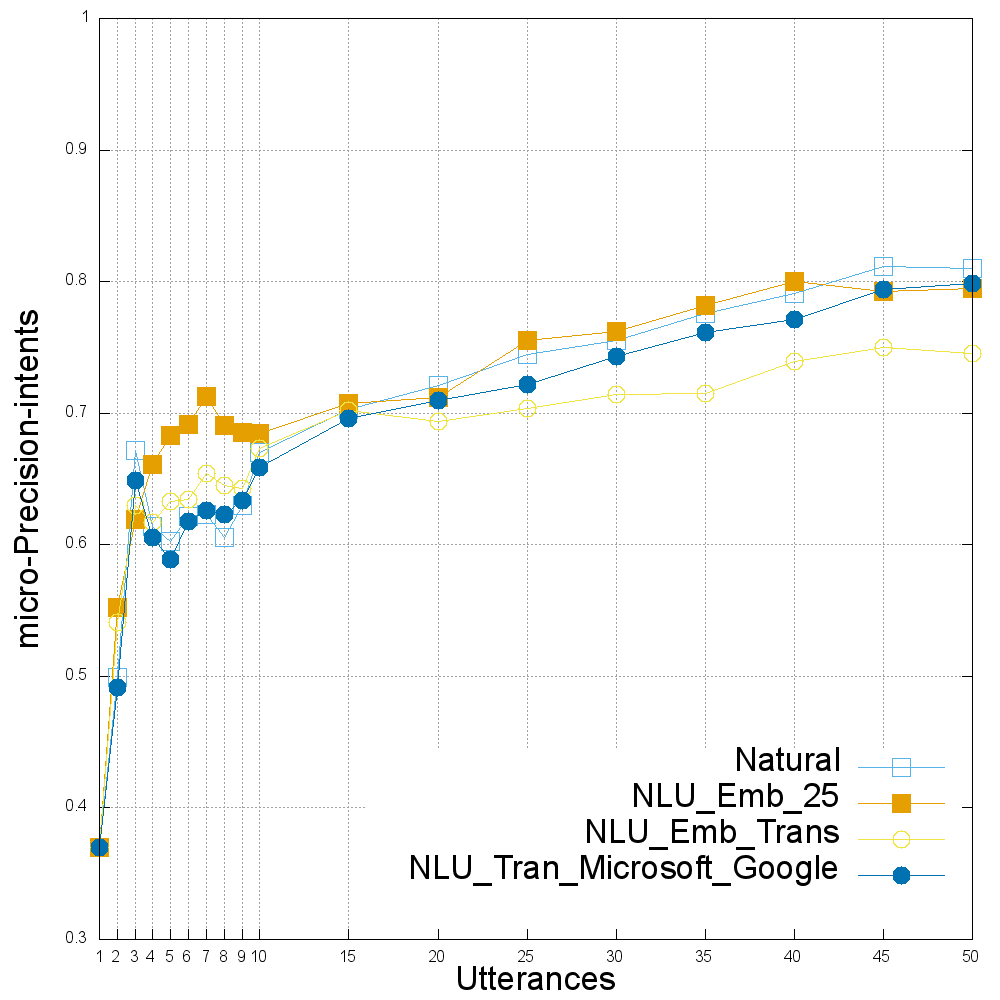 1
0.9
0.8
0.7
0.6
0.5
0.4
0.3
micro-Precision-intents
Natural
NLU_Emb_25
NLU_Emb_Trans
NLU_Tran_Microsoft_Google
1 2 3 4 5 6 7 8 9 10 15 20 25 30 35 40 45 50
Utterances